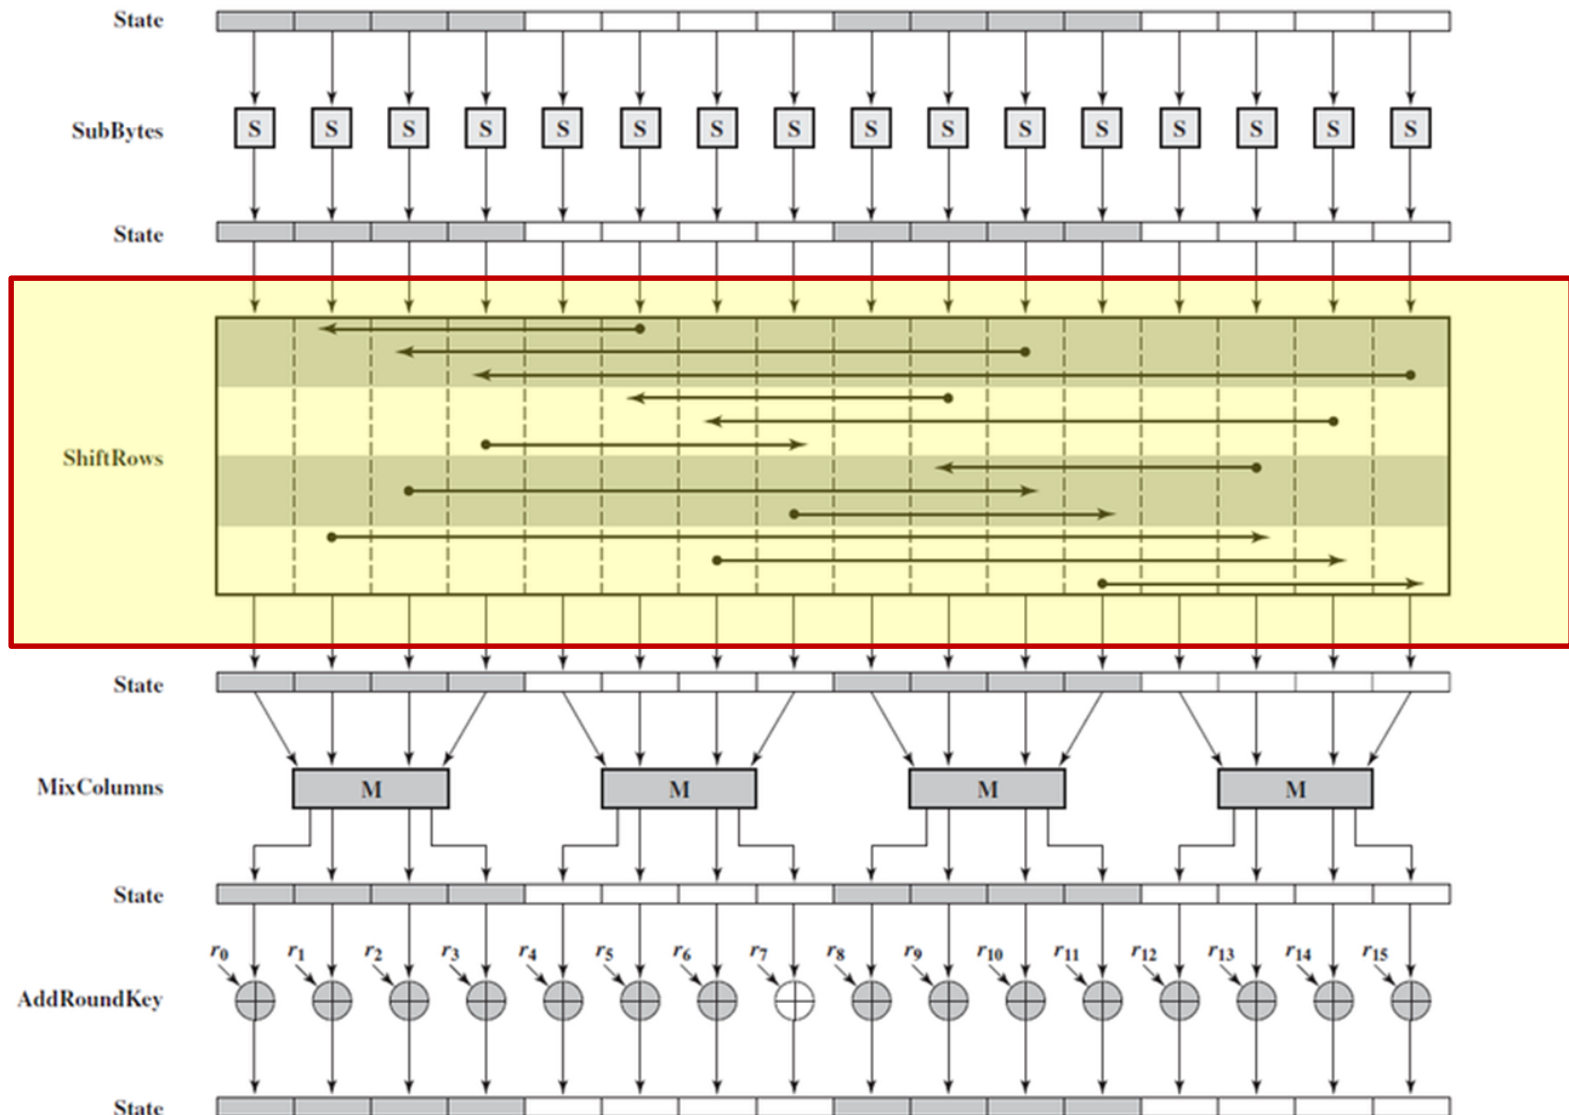 State
SubBytes S S S S S S S S S S S S S S S S
State
ShiftRows
State
MixColumns M M M M
State
r0 r1 r2 r3 r4 r5 r6 r7 r8 r9 r10 r11 r12 r13 r14 r15
AddRoundKey
State